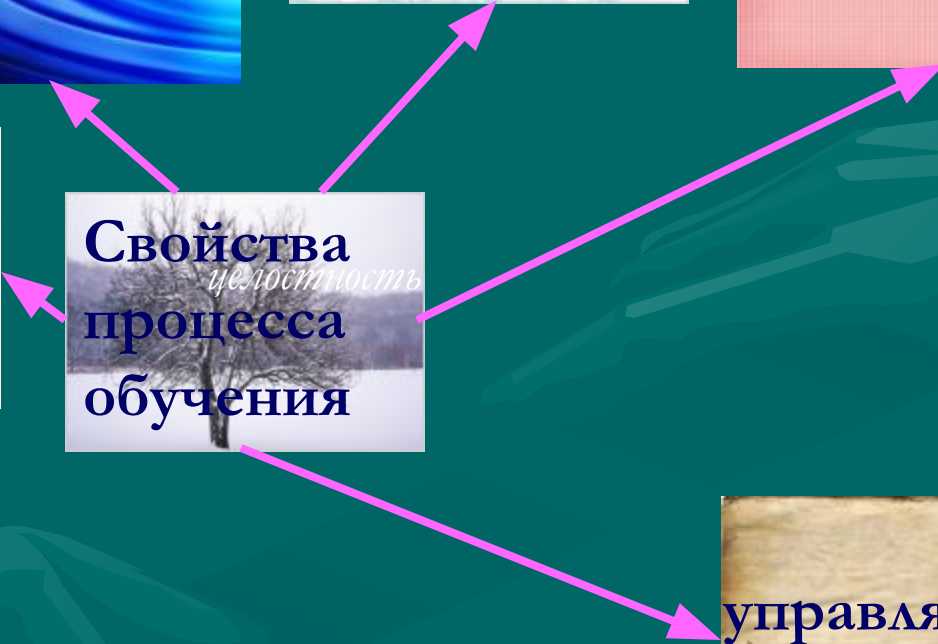 Свойства
целостность
процесса
обучения
управля